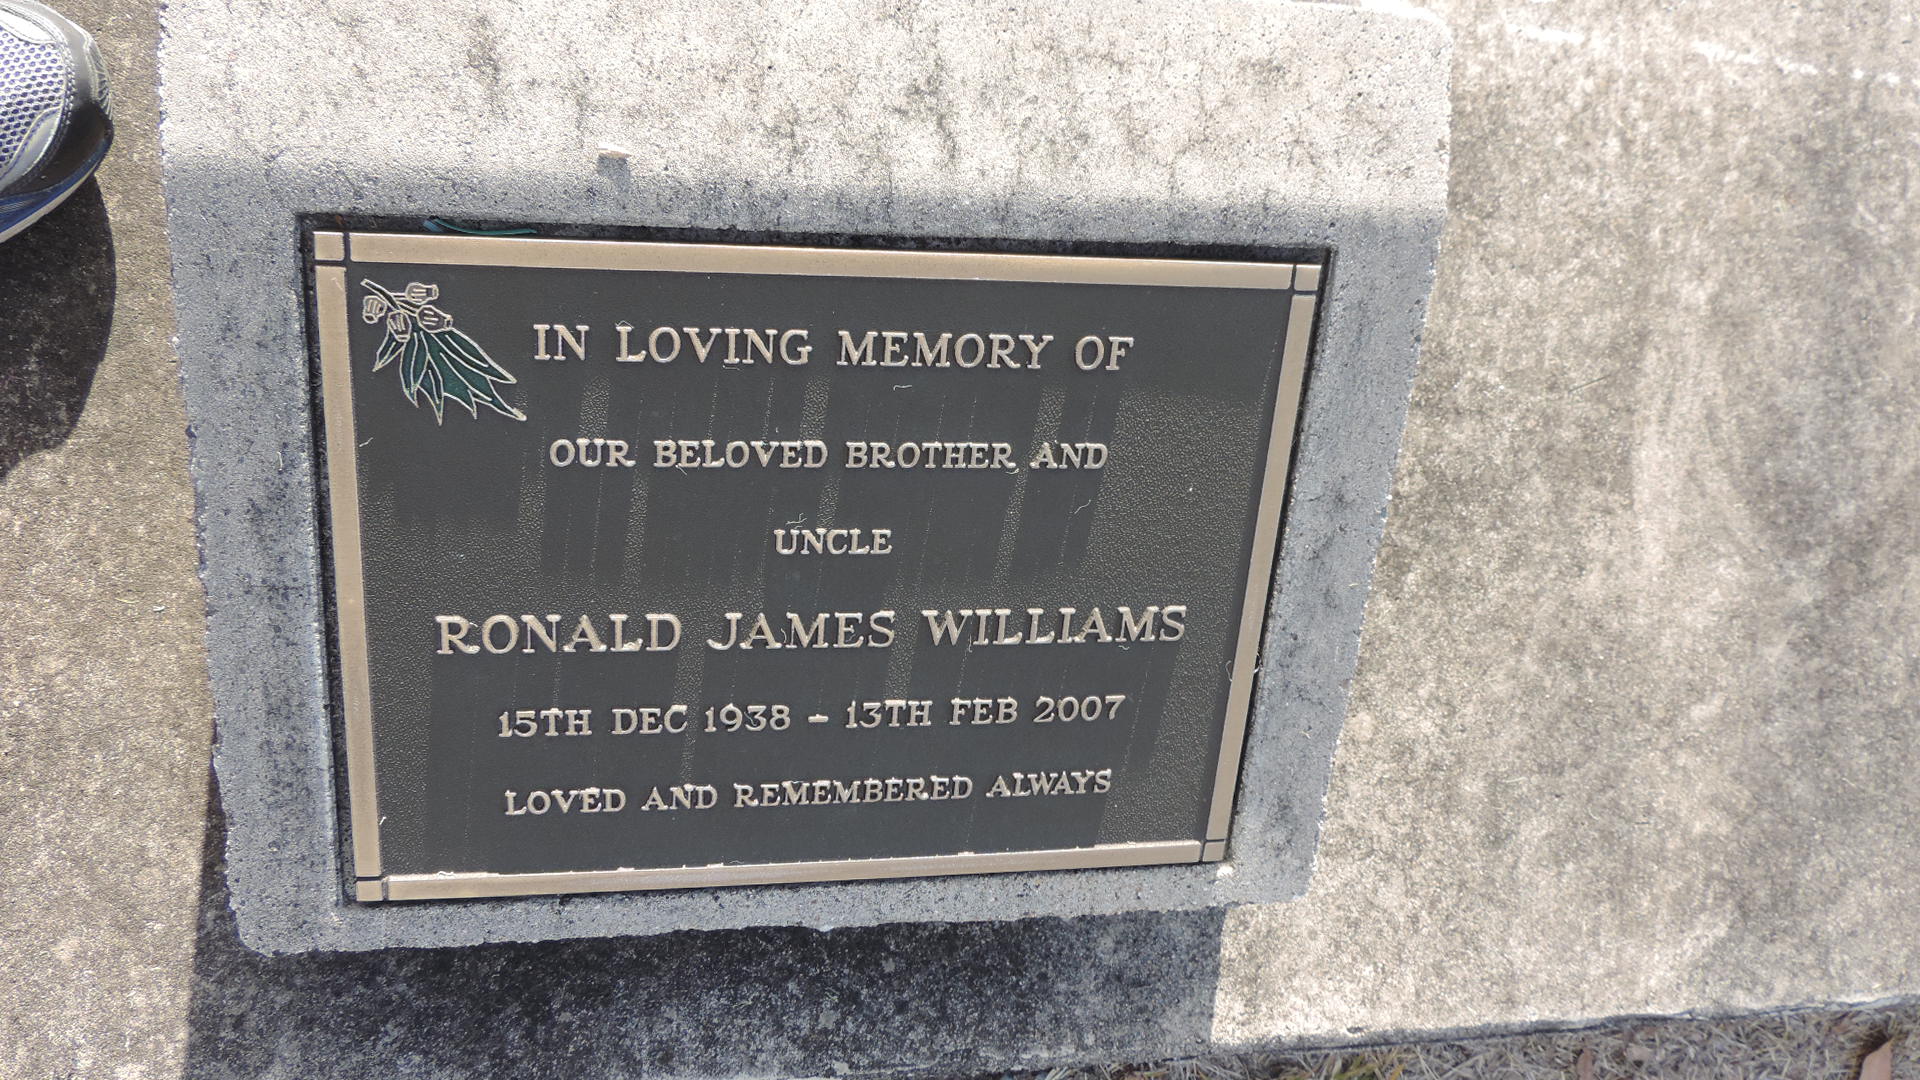 IN LOVING MEMORY OF
OUR BELOVED BROTHER AND
UNCLE
RONALD JAMES WILLIAMS
15TH DEC 1938 - 13TH FEB 2007
LOVED AND REMEMBERED ALWAYS